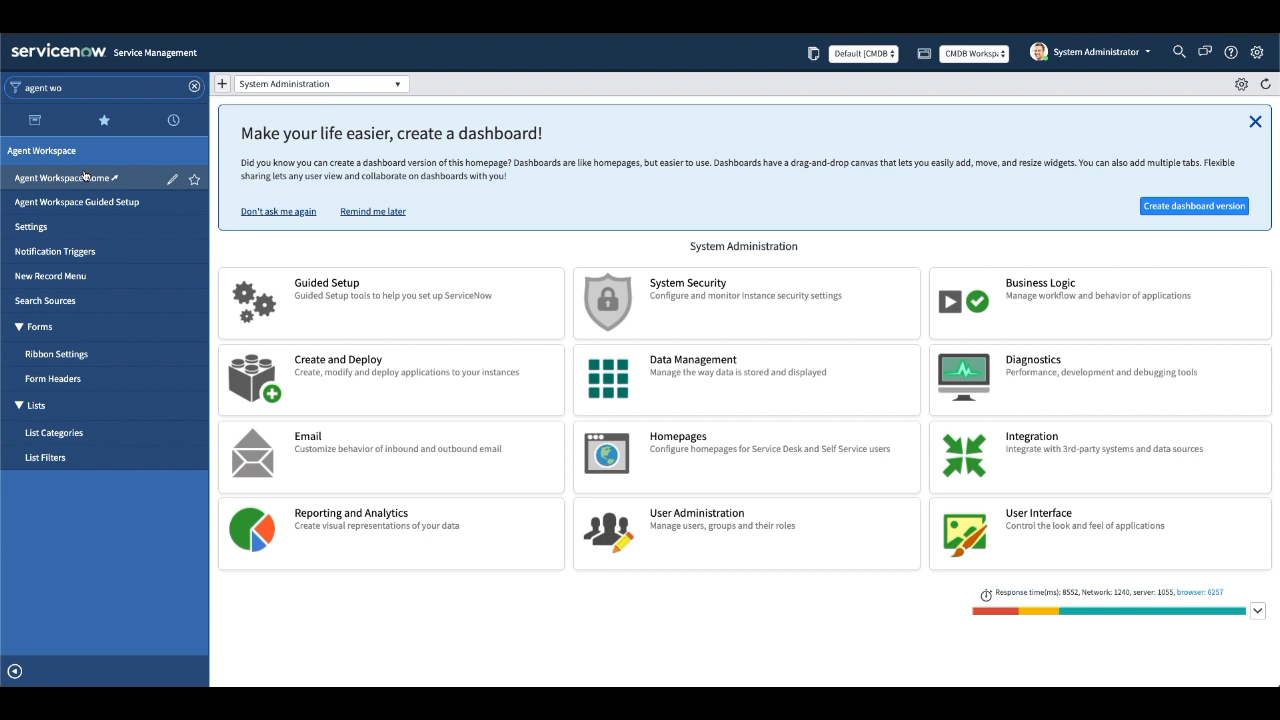 servicenow Service Management
Default [CMDB
CMDB Worksp
System Administrator
agent wo
System Administration
Agent Workspace
Agent Workspace Home
Agent Workspace Guided Setup
Settings
Notification Triggers
New Record Menu
Search Sources
Forms
Ribbon Settings
Form Headers
Lists
List Categories
List Filters
Make your life easier, create a dashboard!
Did you know you can create a dashboard version of this homepage? Dashboards are like homepages, but easier to use. Dashboards have a drag-and-drop canvas that lets you easily add, move, and resize widgets. You can also add multiple tabs. Flexible
sharing lets any user view and collaborate on dashboards with you!
Don't ask me again
Remind me later
Create dashboard version
System Administration
Guided Setup
Guided Setup tools to help you set up ServiceNow
System Security
Configure and monitor Instance security settings
Business Logic
Manage workflow and behavior of applications
Create and Deploy
Create, modify and deploy applications to your instances
Data Management
Manage the way data is stored and displayed
Diagnostics
Performance, development and debugging tools
Email
Customize behavior of inbound and outbound email
Homepages
Configure homepages for Service Desk and Self Service users
Integration
Integrate with 3rd-party systems and data sources
Reporting and Analytics
Create visual representations of your data
User Administration
Manage users, groups and their roles
User Interface
Control the look and feel of applications
Response time(ms): 8552, Network: 1240, server: 1055, browser: 6257